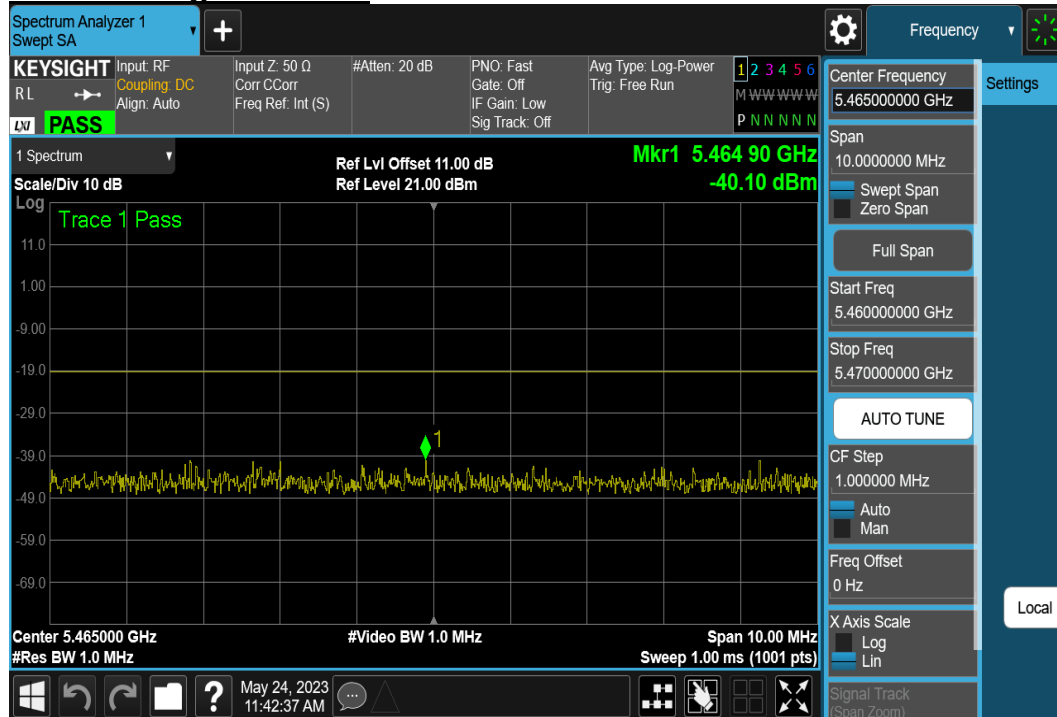 Spectrum Analyzer 1
Swept SA
+
Frequency
KEYSIGHT
RL
LXI PASS
Input: RF
Coupling: DC
Align: Auto
Input Z: 50 Ω
Corr CCorr
Freq Ref: Int (S)
#Atten: 20 dB
PNO: Fast
Gate: Off
IF Gain: Low
Sig Track: Off
Avg Type: Log-Power
Trig: Free Run
1 2 3 4 5 6
M W W W W W
P N N N N N
1 Spectrum
Scale/Div 10 dB
Ref Lvl Offset 11.00 dB
Ref Level 21.00 dBm
Mkr1 5.464 90 GHz
-40.10 dBm
Log
Trace 1 Pass
11.0
1.00
-9.00
-19.0
-29.0
1
-39.0
-49.0
-59.0
-69.0
Center 5.465000 GHz
#Video BW 1.0 MHz
Span 10.00 MHz
#Res BW 1.0 MHz
Sweep 1.00 ms (1001 pts)
?
May 24, 2023
11:42:37 AM
Center Frequency
5.465000000 GHz
Settings
Span
10.0000000 MHz
Swept Span
Zero Span
Full Span
Start Freq
5.460000000 GHz
Stop Freq
5.470000000 GHz
AUTO TUNE
CF Step
1.000000 MHz
Auto
Man
Freq Offset
0 Hz
Local
X Axis Scale
Log
Lin
Signal Track
(Span Zoom)